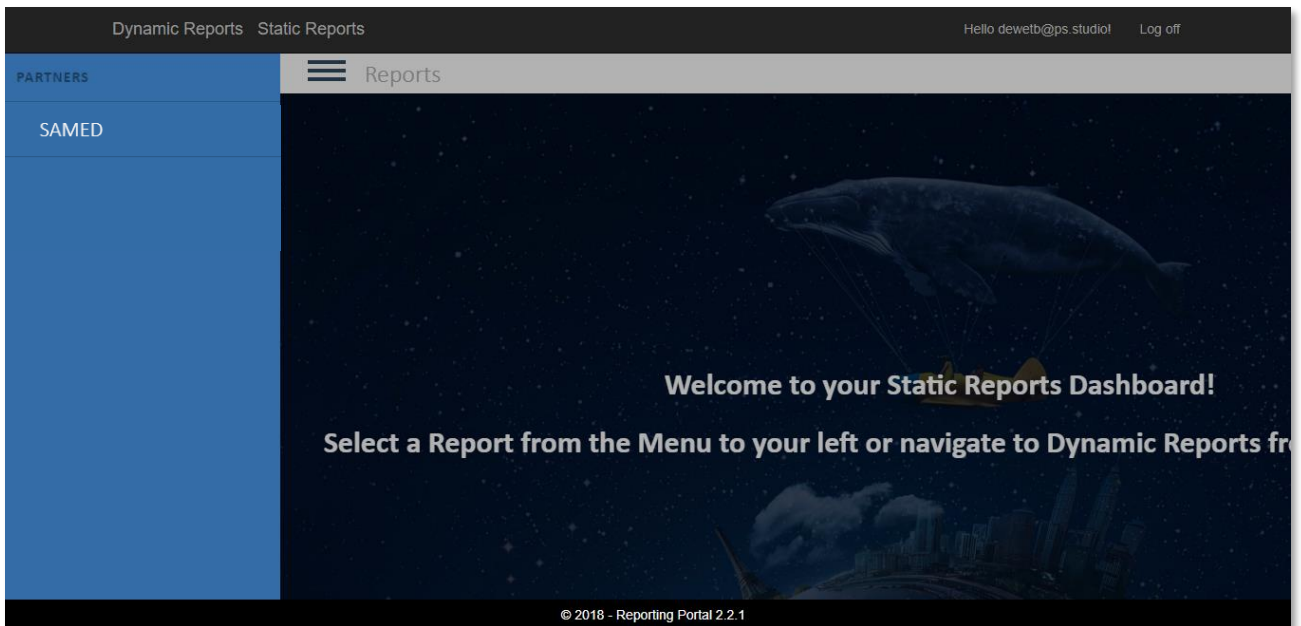 Dynamic Reports Static Reports
Hello dewetb@ps.studio! Log off
PARTNERS
Reports
SAMED
Welcome to your Static Reports Dashboard!
Select a Report from the Menu to your left or navigate to Dynamic Reports
© 2018 - Reporting Portal 2.2.1